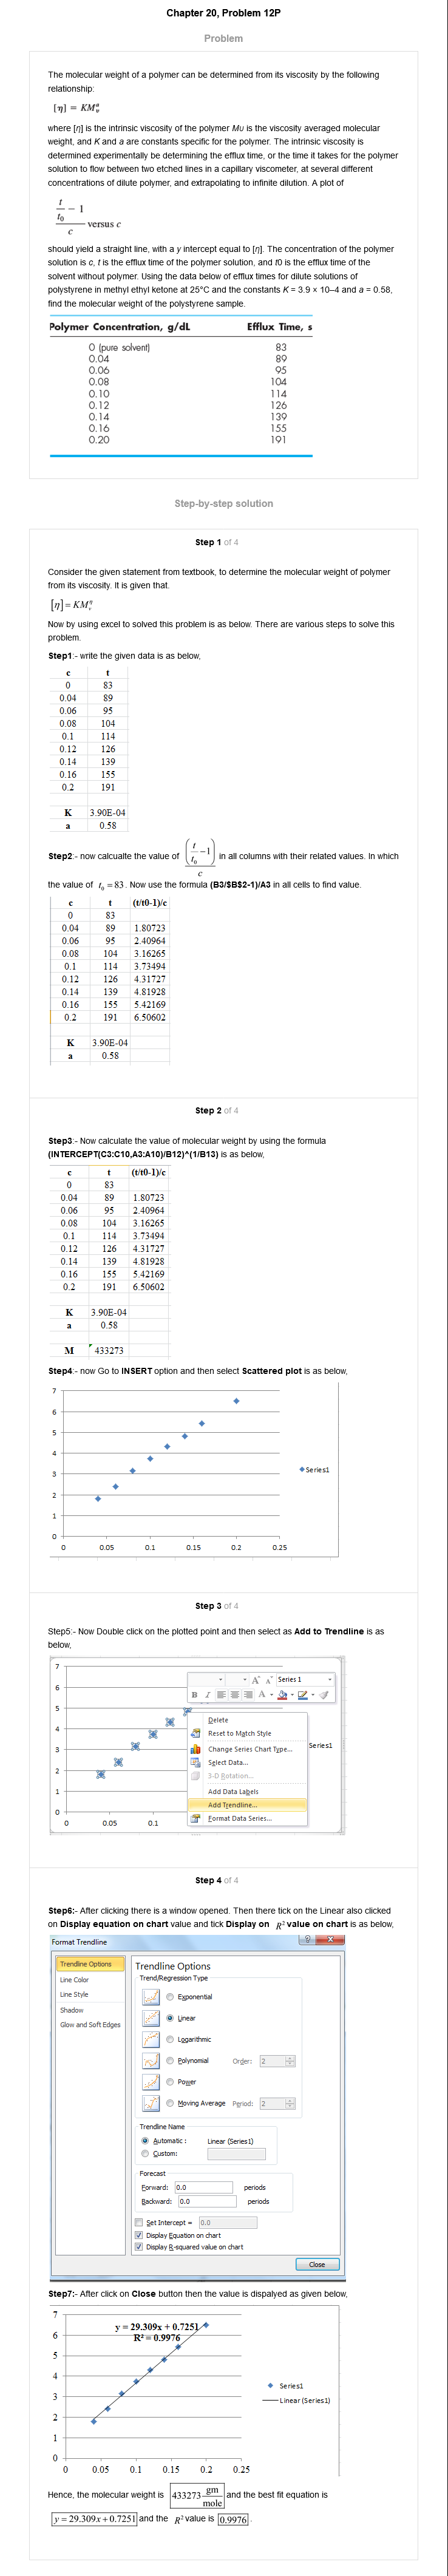 Chapter 20, Problem 12P
Problem
The molecular weight of a polymer can be determined from its viscosity by the following
relationship:
[η] = KMᵥᵃ
where [η] is the intrinsic viscosity of the polymer Mυ is the viscosity averaged molecular
weight, and K and a are constants specific for the polymer. The intrinsic viscosity is
determined experimentally be determining the efflux time, or the time it takes for the polymer
solution to flow between two etched lines in a capillary viscometer, at several different
concentrations of dilute polymer, and extrapolating to infinite dilution. A plot of
t
t₀ − 1
c versus c
should yield a straight line, with a y intercept equal to [η]. The concentration of the polymer
solution is c, t is the efflux time of the polymer solution, and t0 is the efflux time of the
solvent without polymer. Using the data below of efflux times for dilute solutions of
polystyrene in methyl ethyl ketone at 25°C and the constants K = 3.9 × 10–4 and a = 0.58,
find the molecular weight of the polystyrene sample.
Polymer Concentration, g/dL Efflux Time, s
0 (pure solvent) 83
0.04 89
0.06 95
0.08 104
0.10 114
0.12 126
0.14 139
0.16 155
0.20 191
Step-by-step solution
Step 1 of 4
Consider the given statement from textbook, to determine the molecular weight of polymer
from its viscosity. It is given that.
[η] = KMᵥᵃ
Now by using excel to solved this problem is as below. There are various steps to solve this
problem.
Step1:- write the given data is as below,
c t
0 83
0.04 89
0.06 95
0.08 104
0.1 114
0.12 126
0.14 139
0.16 155
0.2 191
K 3.90E-04
a 0.58
Step2:- now calcualte the value of (t/t₀ −1)/c in all columns with their related values. In which
the value of t₀ = 83. Now use the formula (B3/$B$2-1)/A3 in all cells to find value.
c t (t/t0-1)/c
0 83
0.04 89 1.80723
0.06 95 2.40964
0.08 104 3.16265
0.1 114 3.73494
0.12 126 4.31727
0.14 139 4.81928
0.16 155 5.42169
0.2 191 6.50602
K 3.90E-04
a 0.58
Step 2 of 4
Step3:- Now calculate the value of molecular weight by using the formula
(INTERCEPT(C3:C10,A3:A10)/B12)^(1/B13) is as below,
c t (t/t0-1)/c
0 83
0.04 89 1.80723
0.06 95 2.40964
0.08 104 3.16265
0.1 114 3.73494
0.12 126 4.31727
0.14 139 4.81928
0.16 155 5.42169
0.2 191 6.50602
K 3.90E-04
a 0.58
M 433273
Step4:- now Go to INSERT option and then select Scattered plot is as below,
7
6
5
4
3
2
1
0
0 0.05 0.1 0.15 0.2 0.25
Series1
Step 3 of 4
Step5:- Now Double click on the plotted point and then select as Add to Trendline is as
below,
7
6
5
4
3
2
1
0
0 0.05 0.1
A A Series 1
B I A
Delete
Reset to Match Style
Change Series Chart Type...
Select Data...
3-D Rotation...
Add Data Labels
Add Trendline...
Format Data Series...
Series1
Step 4 of 4
Step6:- After clicking there is a window opened. Then there tick on the Linear also clicked
on Display equation on chart value and tick Display on R² value on chart is as below,
Format Trendline
Trendline Options
Line Color
Line Style
Shadow
Glow and Soft Edges
Trendline Options
Trend/Regression Type
Exponential
Linear
Logarithmic
Polynomial Order: 2
Power
Moving Average Period: 2
Trendline Name
Automatic : Linear (Series1)
Custom:
Forecast
Forward: 0.0 periods
Backward: 0.0 periods
Set Intercept = 0.0
Display Equation on chart
Display R-squared value on chart
Close
Step7:- After click on Close button then the value is dispalyed as given below,
7
6
5
4
3
2
1
0
0 0.05 0.1 0.15 0.2 0.25
y = 29.309x + 0.7251
R² = 0.9976
Series1
Linear (Series1)
Hence, the molecular weight is 433273 gm/mole and the best fit equation is
y = 29.309x + 0.7251 and the R² value is 0.9976.